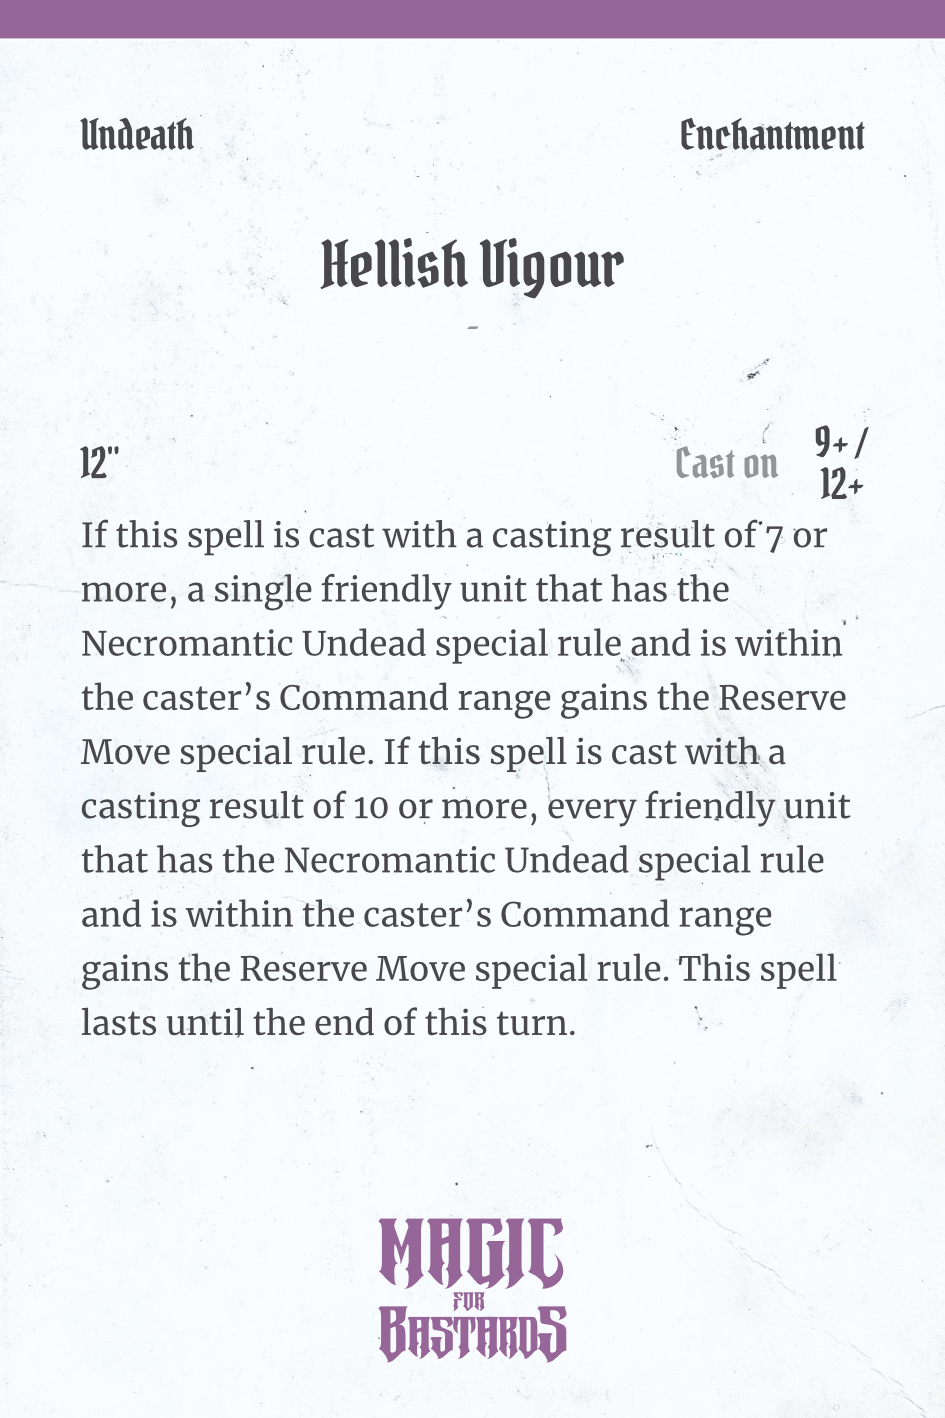 Undeath
Enchantment
Hellish Vigour
-
12"
Cast on
9+ /
12+
If this spell is cast with a casting result of 7 or
more, a single friendly unit that has the
Necromantic Undead special rule and is within
the caster’s Command range gains the Reserve
Move special rule. If this spell is cast with a
casting result of 10 or more, every friendly unit
that has the Necromantic Undead special rule
and is within the caster’s Command range
gains the Reserve Move special rule. This spell
lasts until the end of this turn.
MAGIC
FOR
BASTARDS